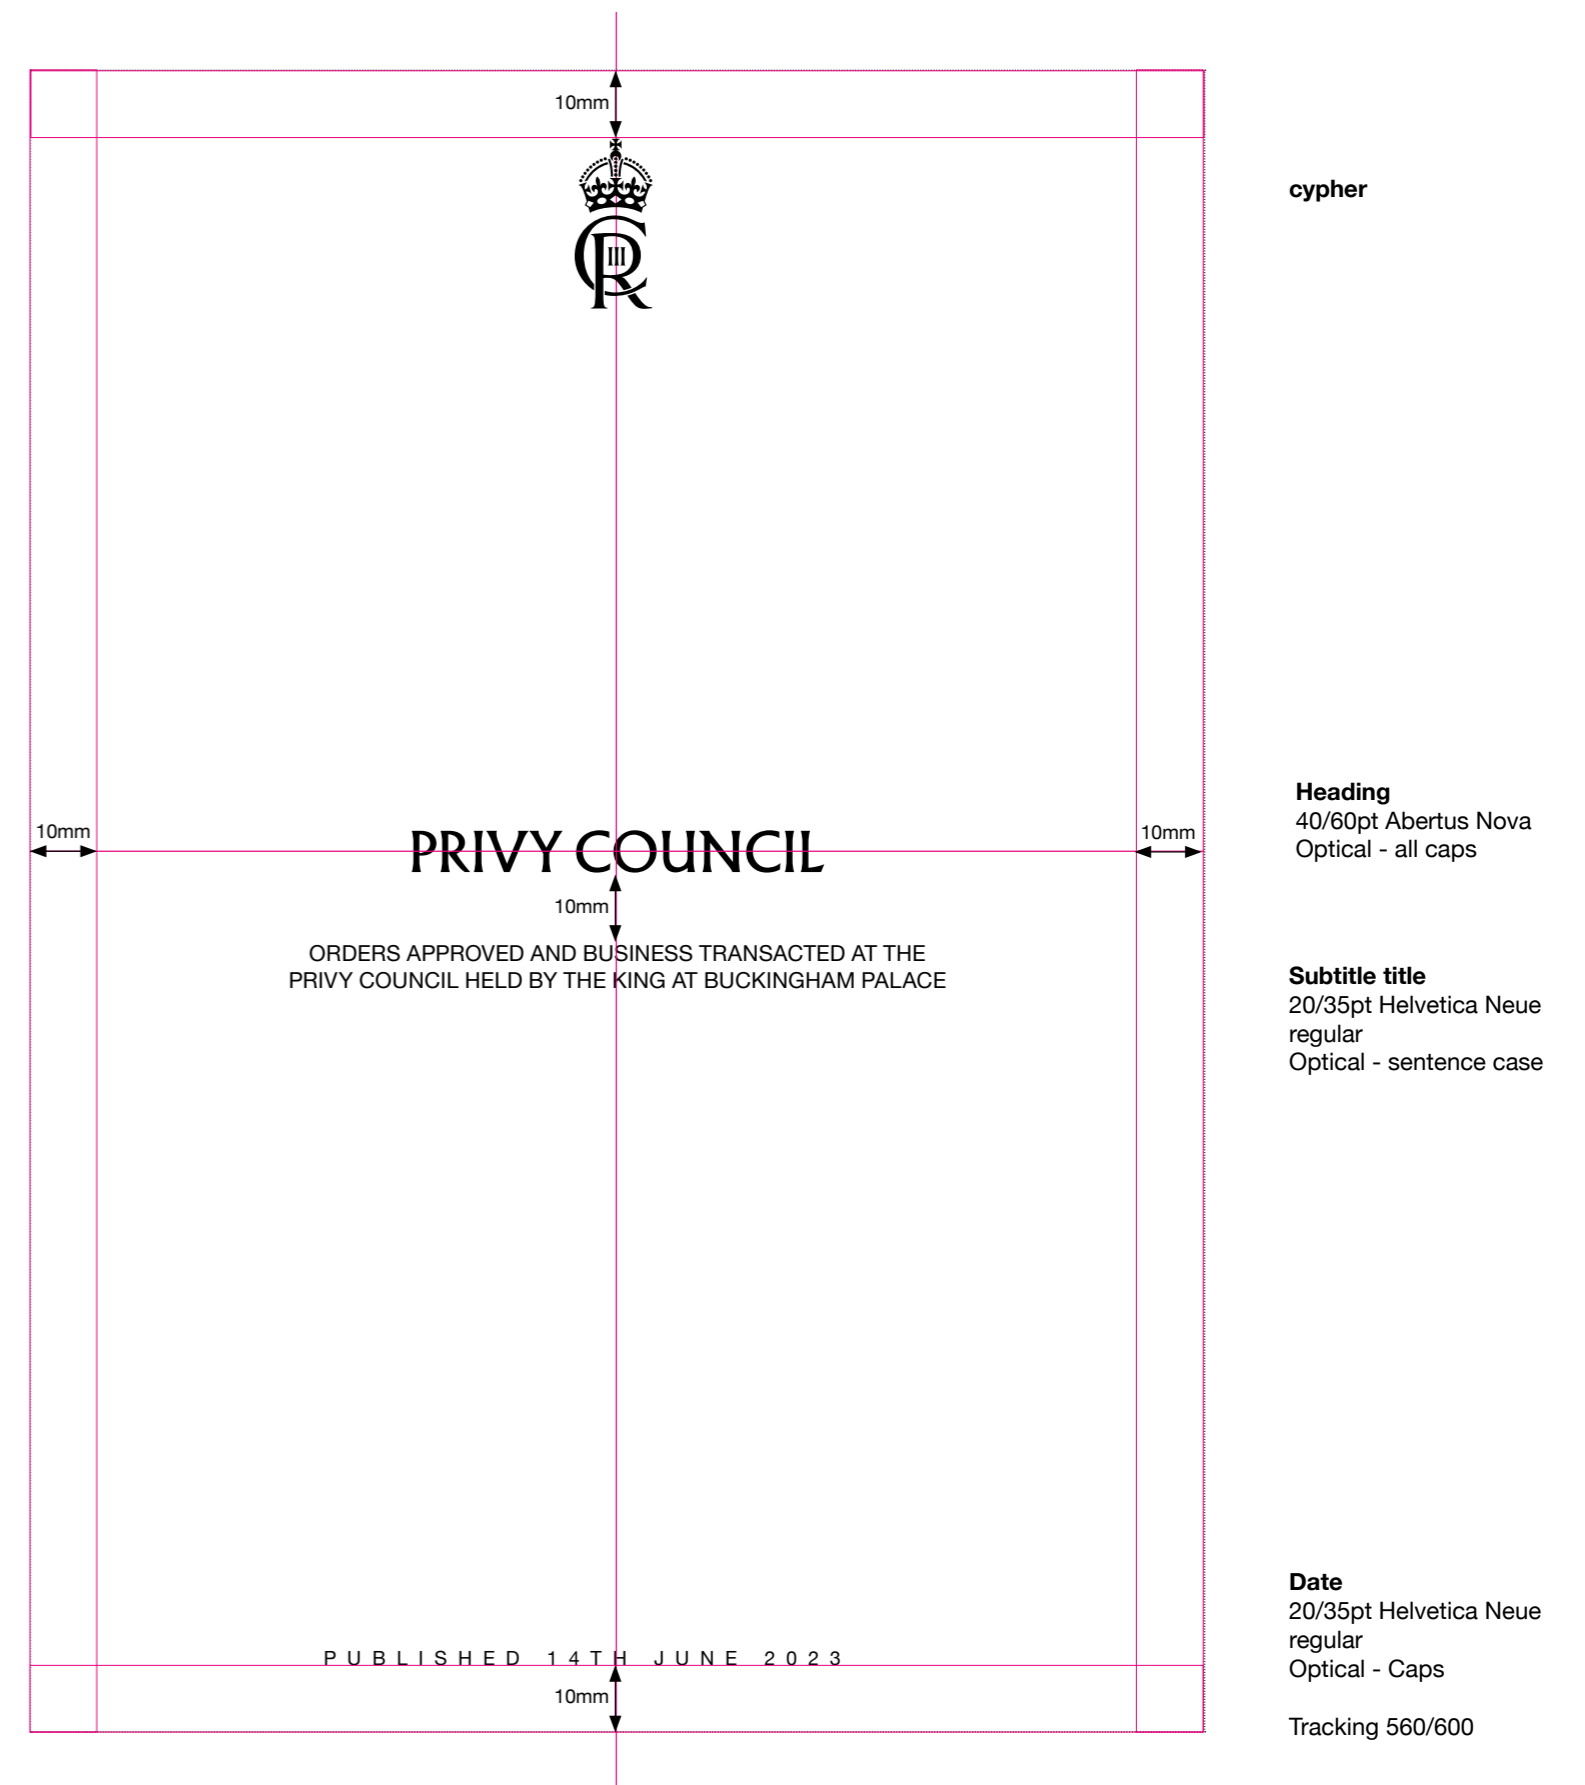 10mm
CR III
cypher
Heading
40/60pt Abertus Nova
Optical - all caps
10mm
PRIVY COUNCIL
10mm
10mm
ORDERS APPROVED AND BUSINESS TRANSACTED AT THE
PRIVY COUNCIL HELD BY THE KING AT BUCKINGHAM PALACE
Subtitle title
20/35pt Helvetica Neue
regular
Optical - sentence case
Date
20/35pt Helvetica Neue
regular
Optical - Caps
PUBLISHED 14TH JUNE 2023
10mm
Tracking 560/600